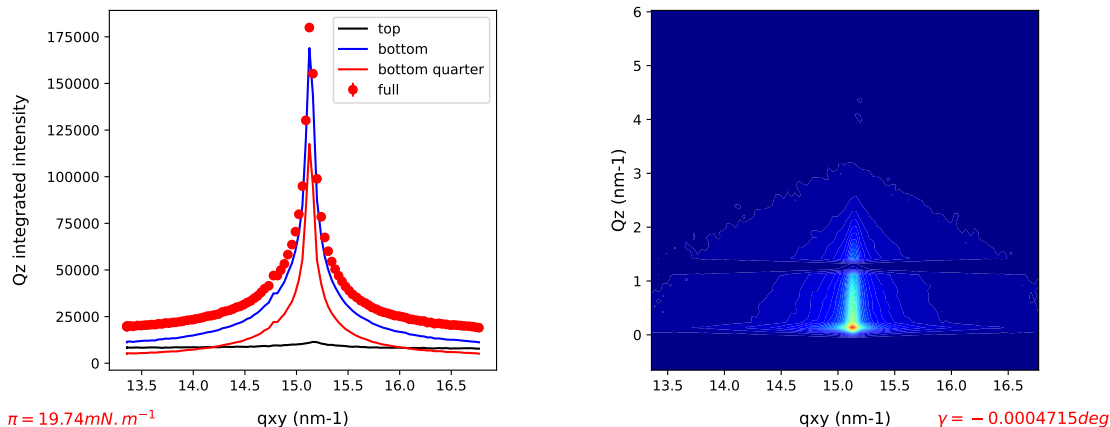 175000
150000
125000
100000
75000
50000
25000
0
Qz integrated intensity
top
bottom
bottom quarter
full
13.5 14.0 14.5 15.0 15.5 16.0 16.5
qxy (nm-1)
π = 19.74mN.m⁻¹
6
5
4
3
2
1
0
Qz (nm-1)
13.5 14.0 14.5 15.0 15.5 16.0 16.5
qxy (nm-1)
γ = −0.0004715deg